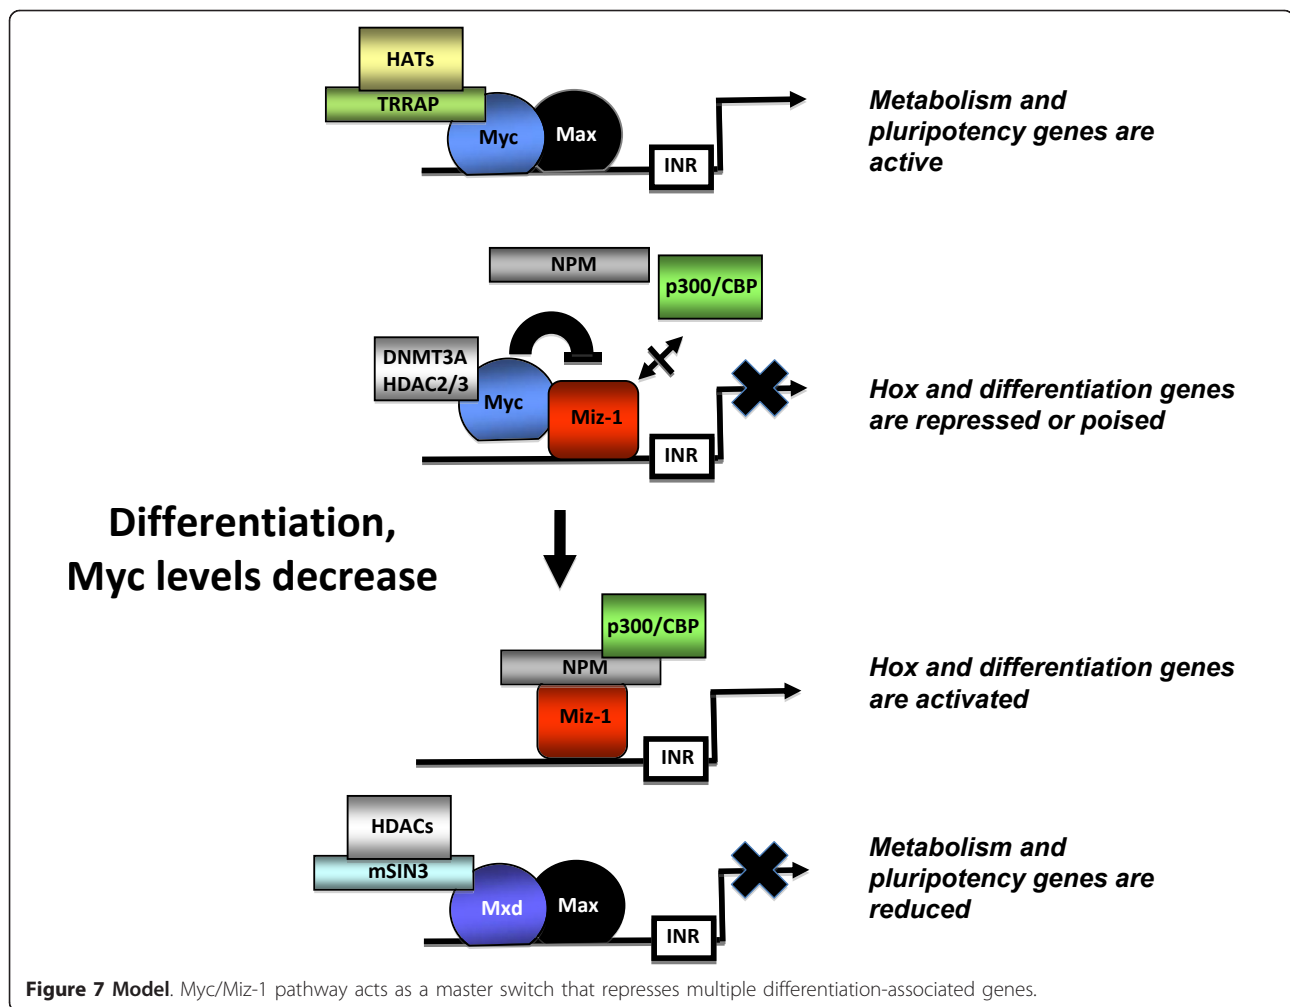 HATs
TRRAP
Myc
Max
INR
Metabolism and
pluripotency genes are
active
NPM
p300/CBP
DNMT3A
HDAC2/3
Myc
Miz-1
INR
Hox and differentiation genes
are repressed or poised
Differentiation,
Myc levels decrease
p300/CBP
NPM
Miz-1
INR
Hox and differentiation genes
are activated
HDACs
mSIN3
Mxd
Max
INR
Metabolism and
pluripotency genes are
reduced
Figure 7 Model. Myc/Miz-1 pathway acts as a master switch that represses multiple differentiation-associated genes.